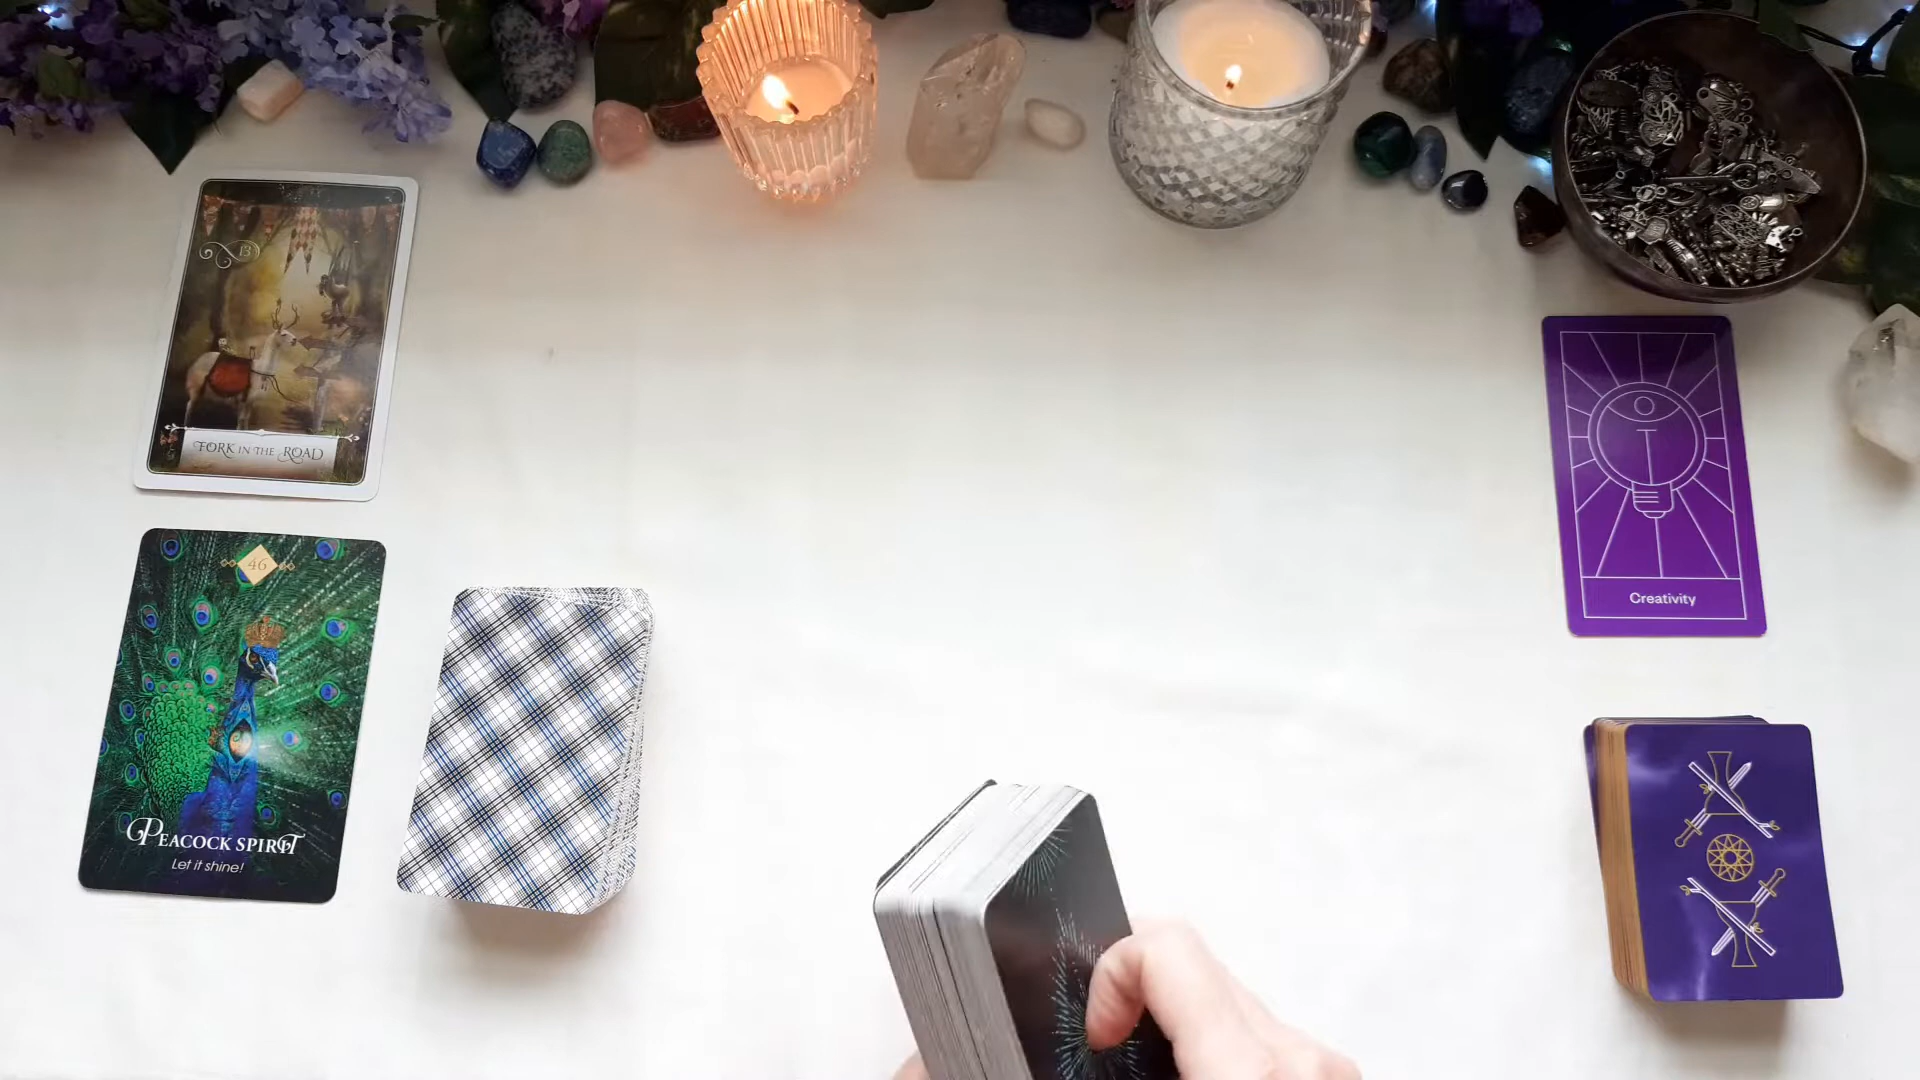 13
FORK IN THE ROAD
46
PEACOCK SPIRIT
Let it shine!
Creativity